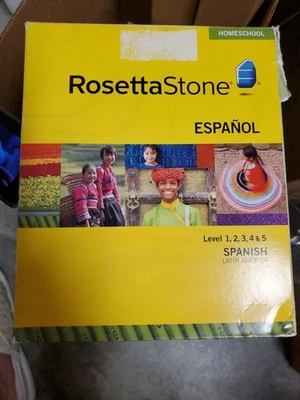 HOMESCHOOL
RosettaStone
ESPAÑOL
Level 1, 2, 3, 4 & 5
SPANISH
LATIN AMERICA